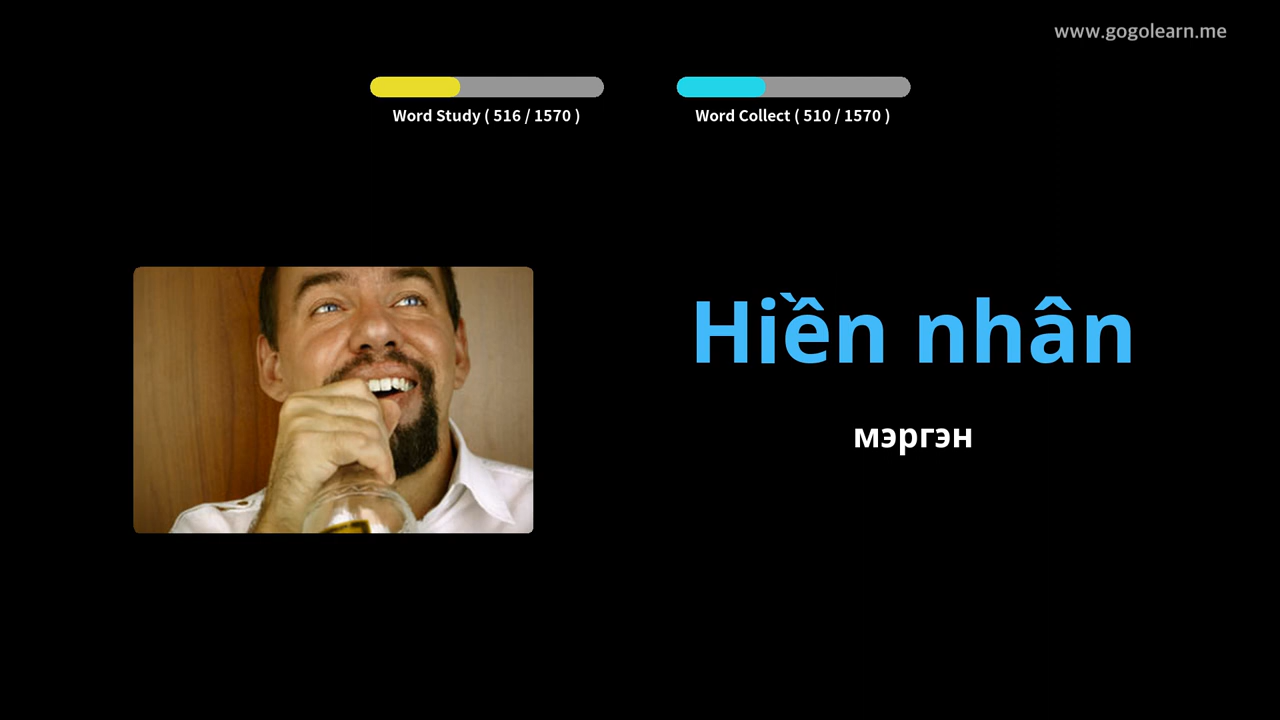 www.gogolearn.me
Word Study ( 516 / 1570 )
Word Collect ( 510 / 1570 )
Hiền nhân
мэргэн